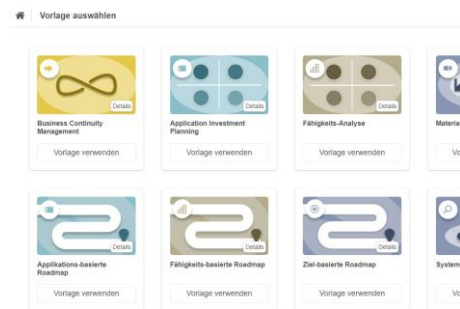 Vorlage auswählen
Details
Details
Details
Business Continuity
Management
Application Investment
Planning
Fähigkeits-Analyse
Vorlage verwenden
Vorlage verwenden
Vorlage verwenden
Details
Details
Details
Applikations-basierte
Roadmap
Fähigkeits-basierte Roadmap
Ziel-basierte Roadmap
System
Vorlage verwenden
Vorlage verwenden
Vorlage verwenden